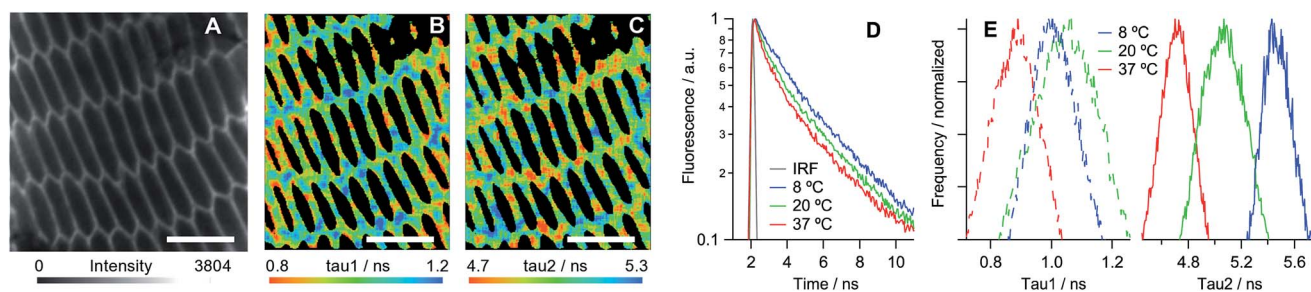 A
0 Intensity 3804
B
0.8 tau1 / ns 1.2
C
4.7 tau2 / ns 5.3
D
Fluorescence / a.u.
1
9
8
7
6
5
4
3
2
0.1
IRF
8 ºC
20 ºC
37 ºC
2 4 6 8 10
Time / ns
E
Frequency / normalized
8 ºC
20 ºC
37 ºC
0.8 1.0 1.2
Tau1 / ns
4.8 5.2 5.6
Tau2 / ns